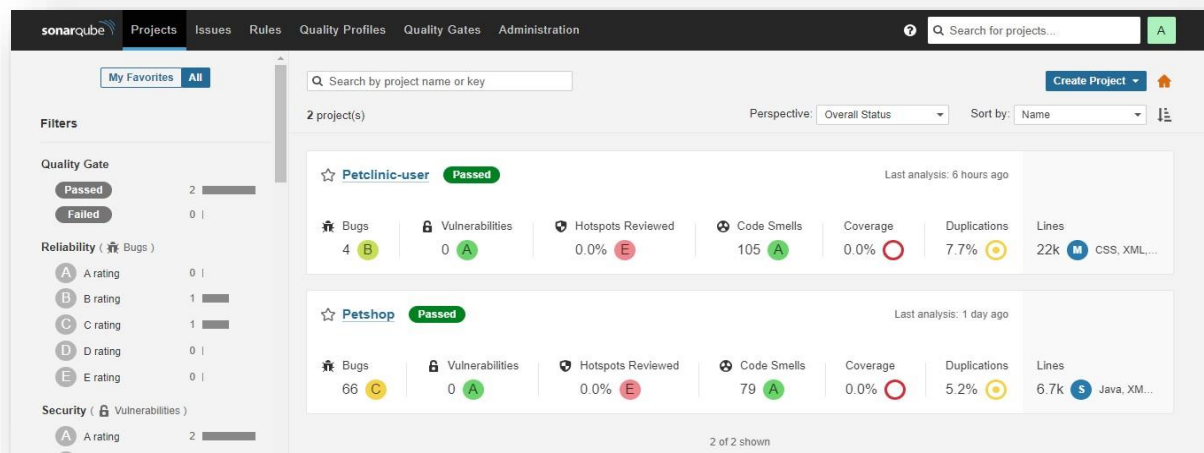 sonarqube Projects Issues Rules Quality Profiles Quality Gates Administration ? Search for projects... A
My Favorites All
Search by project name or key
Create Project
2 project(s)
Perspective: Overall Status
Sort by: Name
Filters
Quality Gate
Passed 2
Failed 0
Reliability ( Bugs )
A A rating 0
B B rating 1
C C rating 1
D D rating 0
E E rating 0
Security ( Vulnerabilities )
A A rating 2
Petclinic-user Passed Last analysis: 6 hours ago
Bugs Vulnerabilities Hotspots Reviewed Code Smells Coverage Duplications Lines
4 B 0 A 0.0% E 105 A 0.0% 7.7% 22k M CSS, XML,...
Petshop Passed Last analysis: 1 day ago
Bugs Vulnerabilities Hotspots Reviewed Code Smells Coverage Duplications Lines
66 C 0 A 0.0% E 79 A 0.0% 5.2% 6.7k S Java, XM...
2 of 2 shown